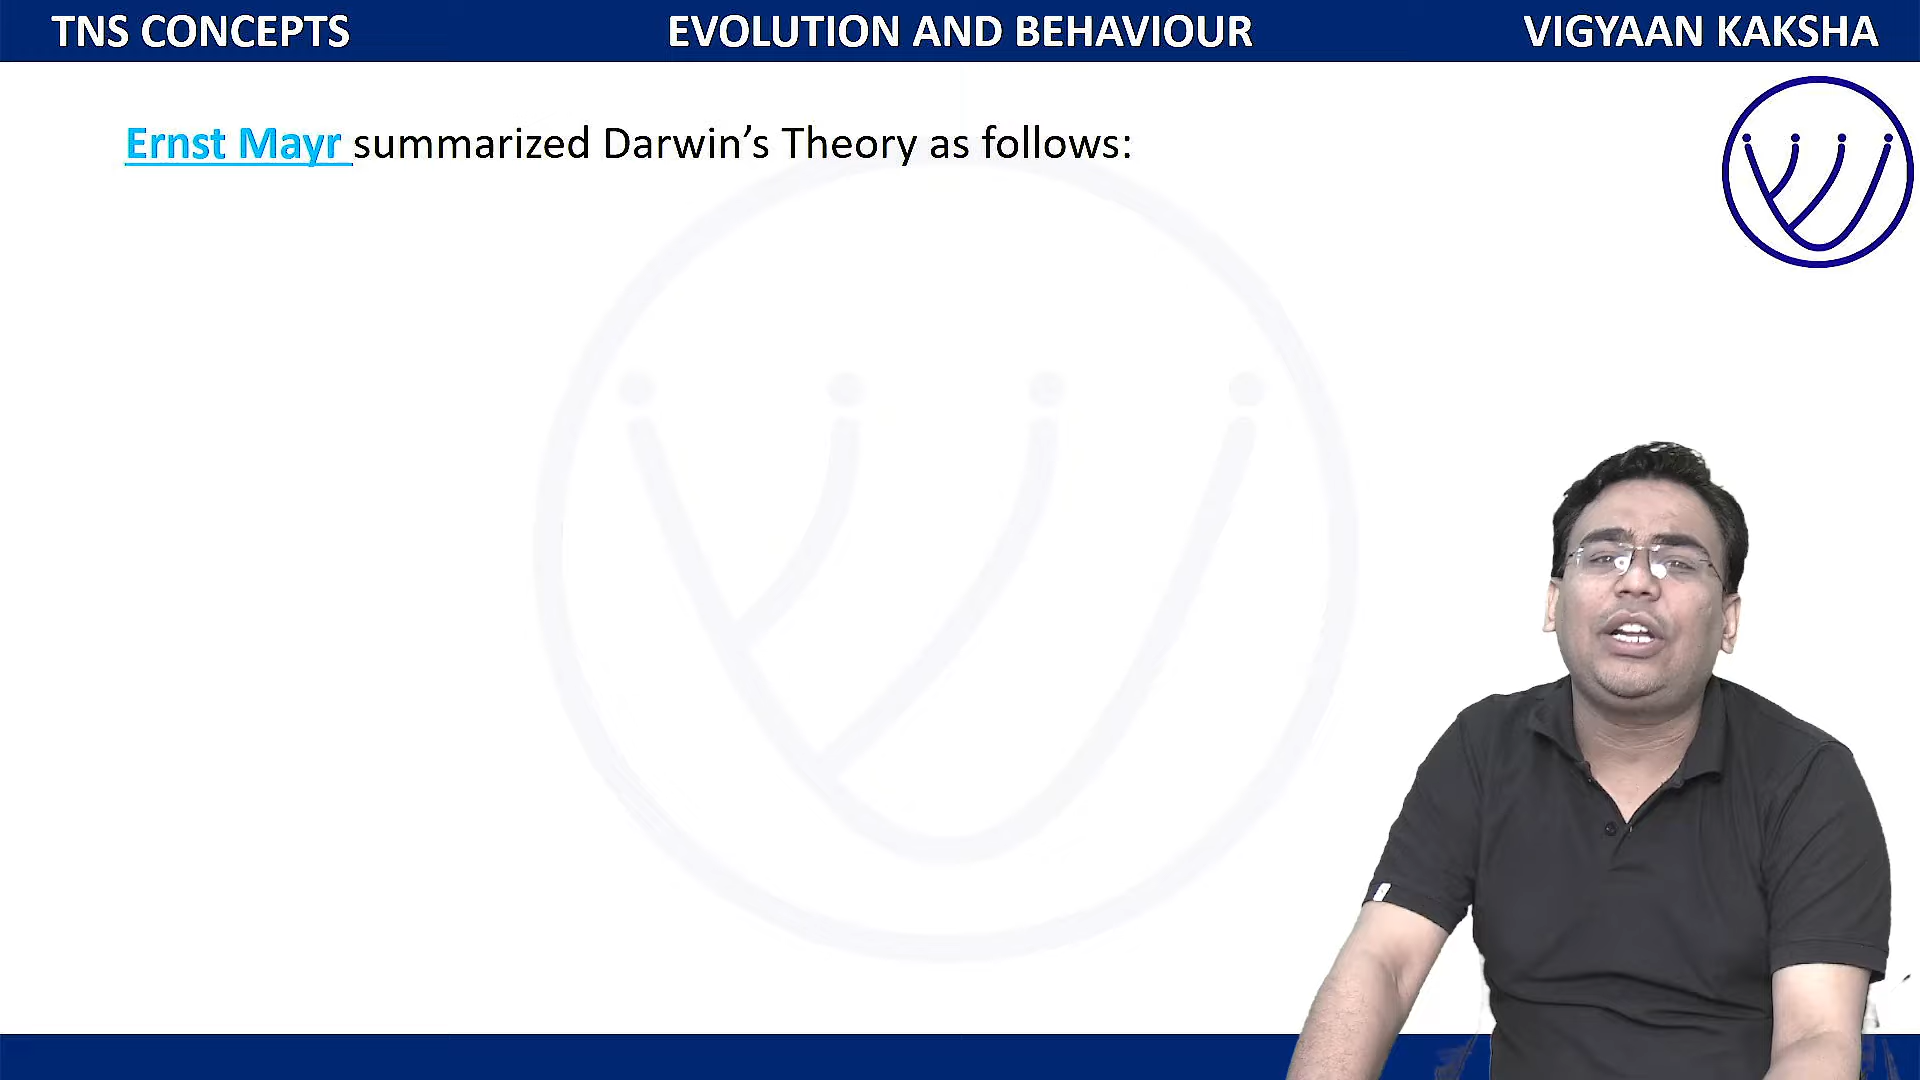 TNS CONCEPTS
EVOLUTION AND BEHAVIOUR
VIGYAAN KAKSHA
Ernst Mayr summarized Darwin’s Theory as follows: